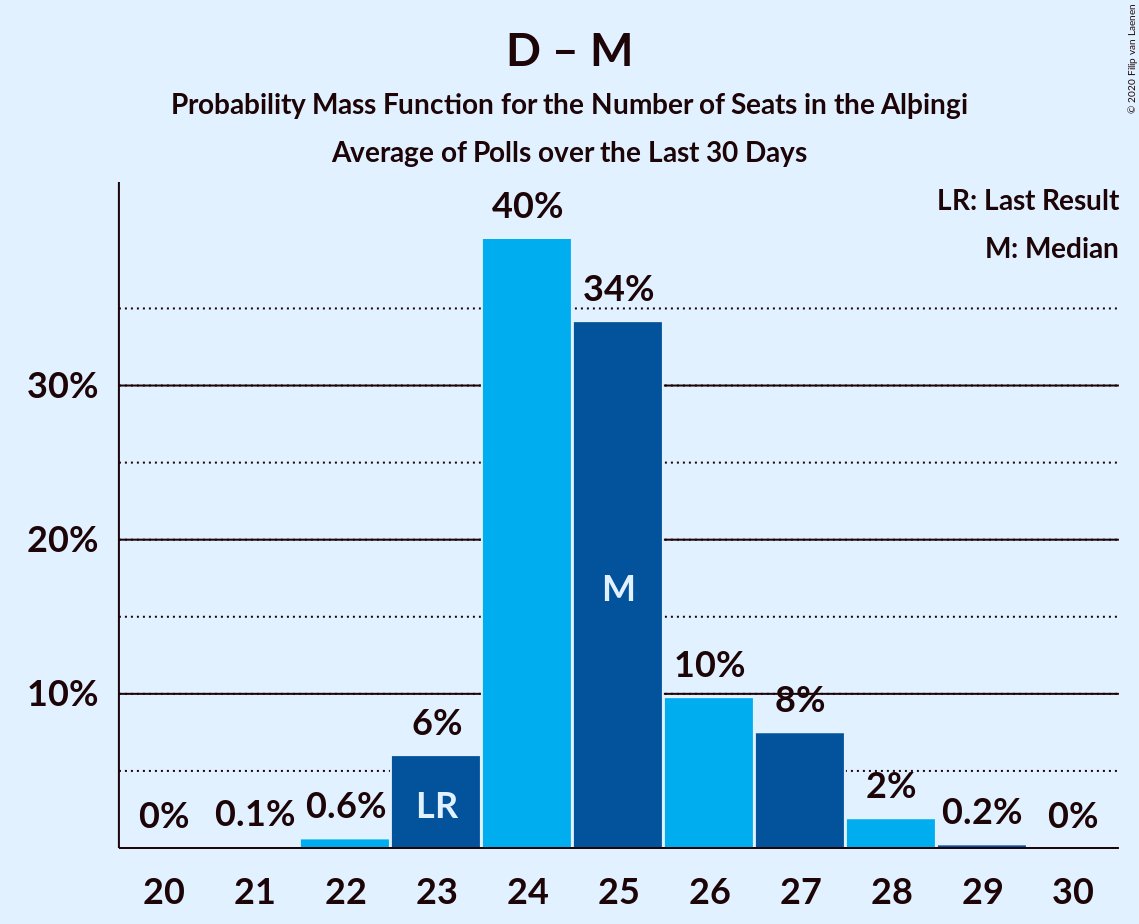 D – M
Probability Mass Function for the Number of Seats in the Alþingi
Average of Polls over the Last 30 Days
© 2020 Filip van Laenen
LR: Last Result
M: Median
40%
34%
30%
20%
M
10%
10%
8%
6%
2%
LR
0%
0.1%
0.6%
0.2%
0%
20 21 22 23 24 25 26 27 28 29 30